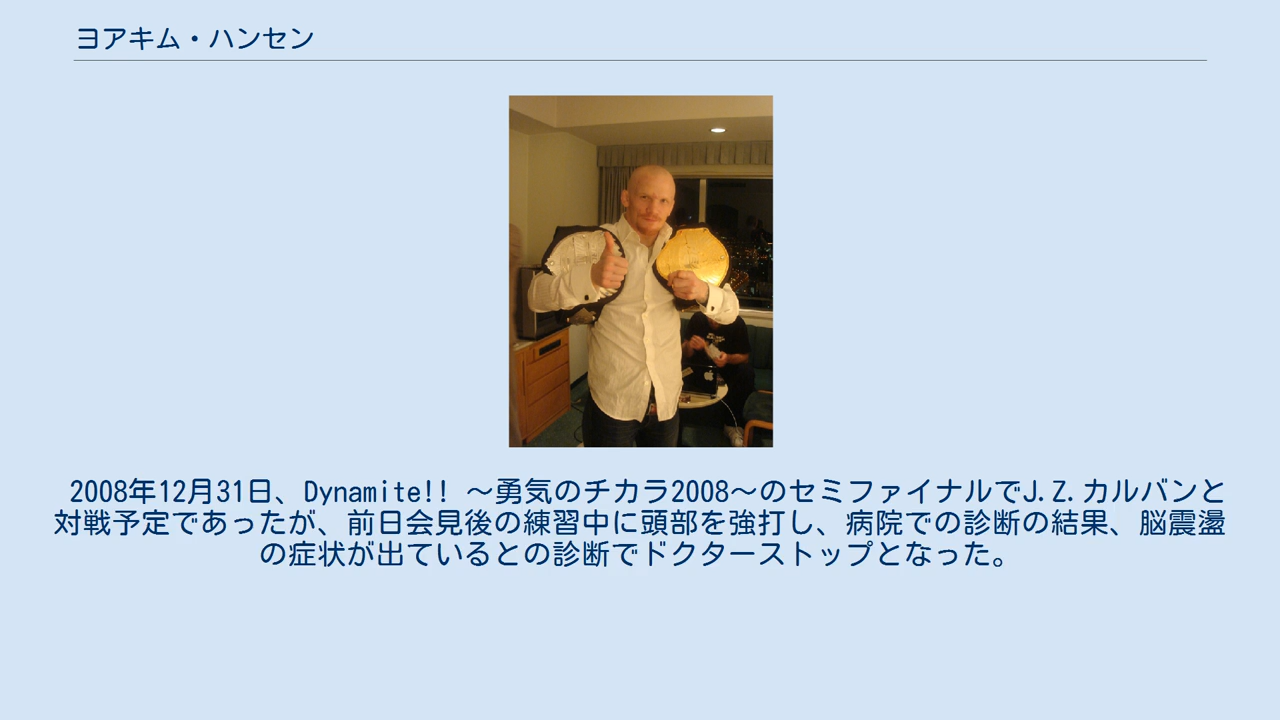 ヨアキム・ハンセン
2008年12月31日、Dynamite!! 〜勇気のチカラ2008〜のセミファイナルでJ.Z.カルバンと
対戦予定であったが、前日会見後の練習中に頭部を強打し、病院での診断の結果、脳震盪
の症状が出ているとの診断でドクターストップとなった。